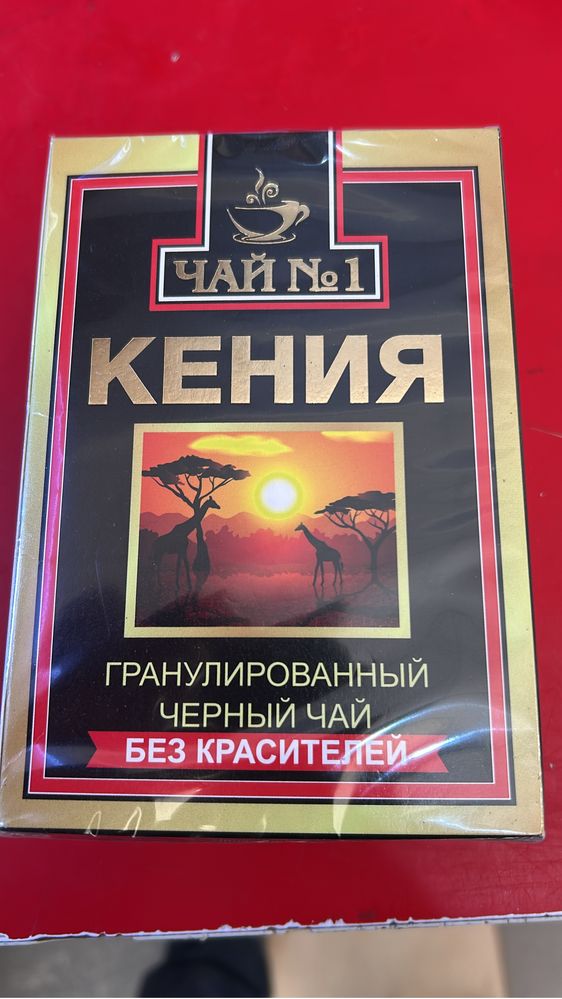 ЧАЙ №1
КЕНИЯ
ГРАНУЛИРОВАННЫЙ
ЧЕРНЫЙ ЧАЙ
БЕЗ КРАСИТЕЛЕЙ